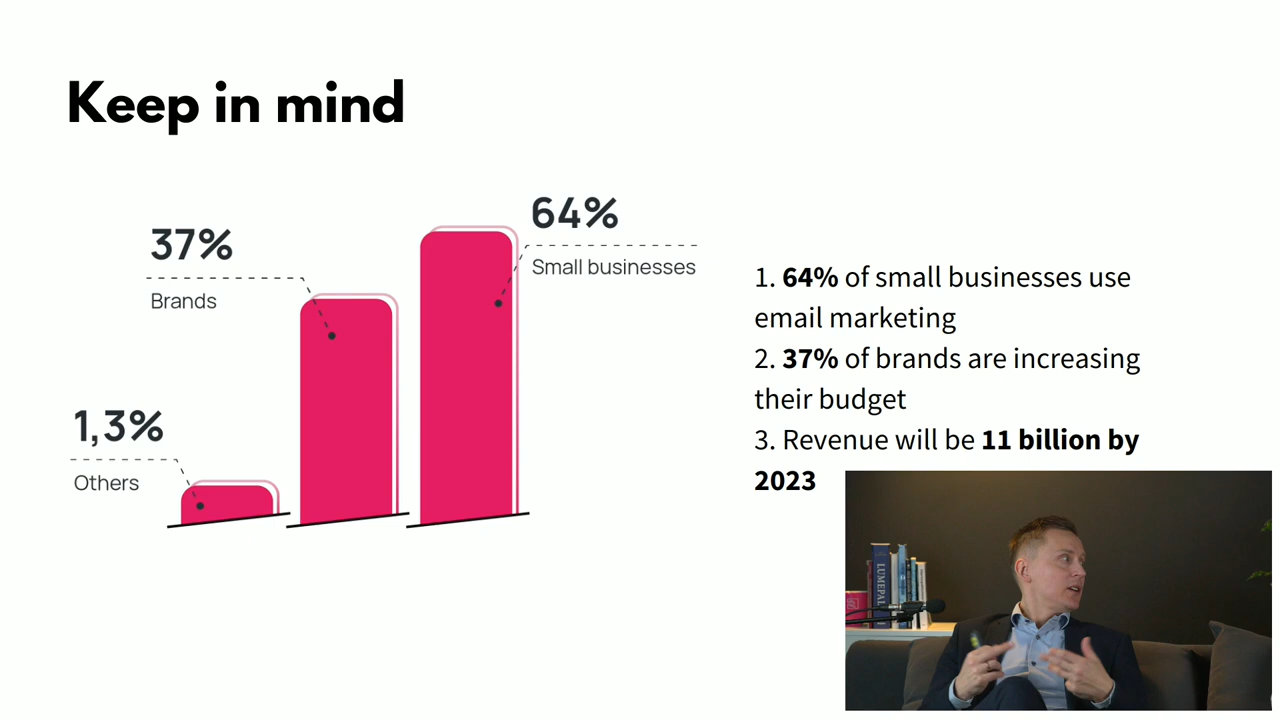 Keep in mind
64%
Small businesses
37%
Brands
1,3%
Others
1. 64% of small businesses use
email marketing
2. 37% of brands are increasing
their budget
3. Revenue will be 11 billion by
2023
LUMEPAL